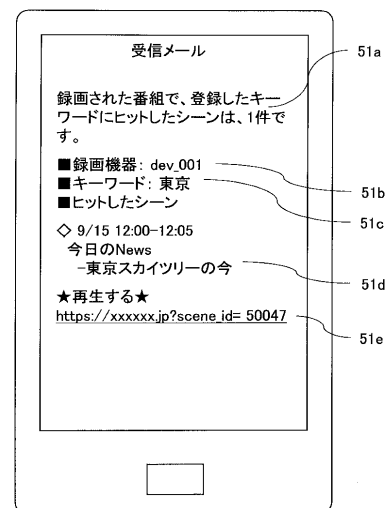 受信メール
51a
録画された番組で、登録したキー
ワードにヒットしたシーンは、1件で
す。
■録画機器: dev_001
51b
■キーワード: 東京
51c
■ヒットしたシーン
◇ 9/15 12:00-12:05
今日のNews
-東京スカイツリーの今
51d
★再生する★
https://xxxxxx.jp?scene_id= 50047
51e